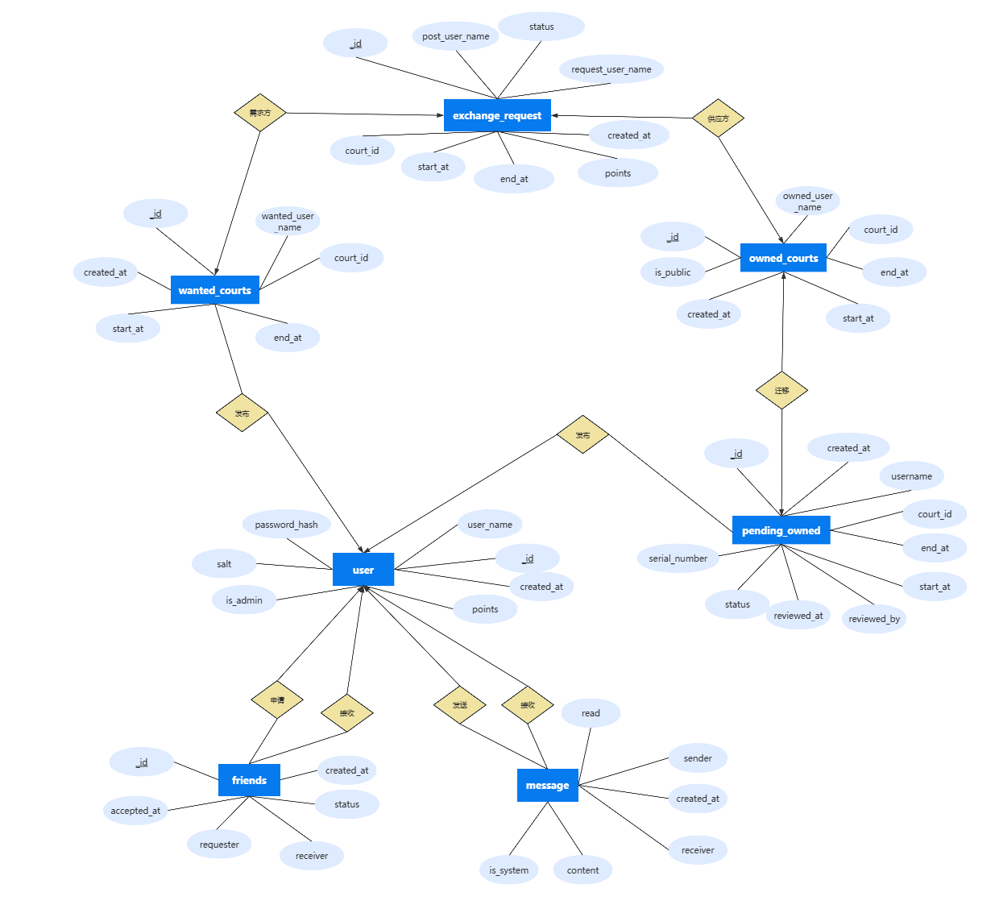 status
post_user_name
_id
request_user_name
需求方
exchange_request
供应方
created_at
court_id
start_at
end_at
points
_id
wanted_user
_name
court_id
created_at
wanted_courts
start_at
end_at
owned_user
_name
court_id
_id
owned_courts
is_public
end_at
created_at
start_at
迁移
发布
发布
_id
created_at
username
court_id
pending_owned
end_at
serial_number
start_at
status
reviewed_at
reviewed_by
password_hash
user_name
salt
_id
user
created_at
is_admin
points
申请
接收
发送
接收
read
_id
created_at
friends
status
accepted_at
requester
receiver
sender
message
created_at
receiver
is_system
content